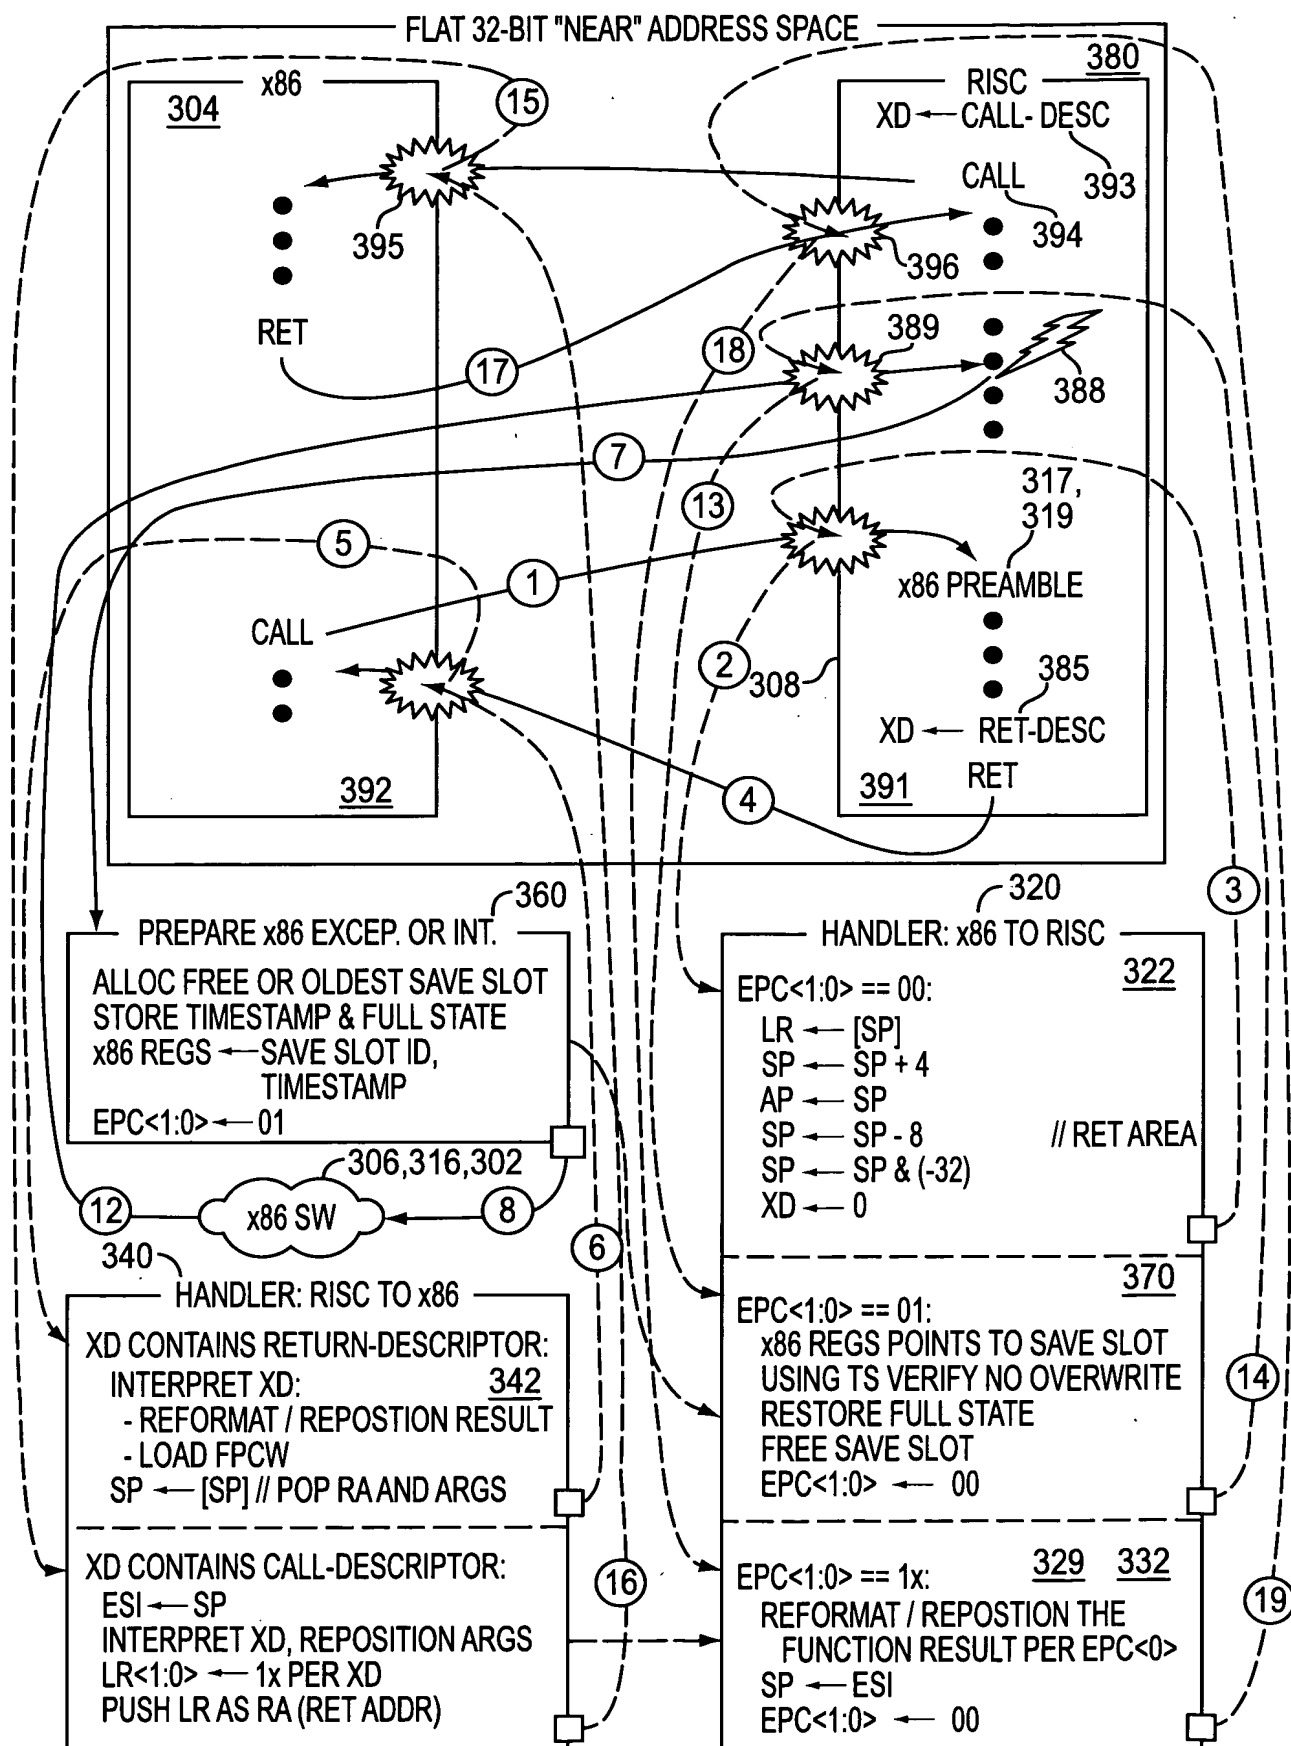 FLAT 32-BIT "NEAR" ADDRESS SPACE
x86
304
15
395
RET
17
5
1
CALL
392
RISC
380
XD ← CALL- DESC
393
CALL
394
396
18
389
388
7
13
317,
319
x86 PREAMBLE
2
308
385
XD ← RET-DESC
RET
391
4
3
360
PREPARE x86 EXCEP. OR INT.
ALLOC FREE OR OLDEST SAVE SLOT
STORE TIMESTAMP & FULL STATE
x86 REGS ← SAVE SLOT ID,
TIMESTAMP
EPC<1:0> ← 01
306,316,302
12
x86 SW
8
6
340
HANDLER: RISC TO x86
XD CONTAINS RETURN-DESCRIPTOR:
INTERPRET XD:
342
- REFORMAT / REPOSTION RESULT
- LOAD FPCW
SP ← [SP] // POP RA AND ARGS
XD CONTAINS CALL-DESCRIPTOR:
ESI ← SP
INTERPRET XD, REPOSITION ARGS
LR<1:0> ← 1x PER XD
PUSH LR AS RA (RET ADDR)
16
320
HANDLER: x86 TO RISC
322
EPC<1:0> == 00:
LR ← [SP]
SP ← SP + 4
AP ← SP
SP ← SP - 8 // RET AREA
SP ← SP & (-32)
XD ← 0
370
EPC<1:0> == 01:
x86 REGS POINTS TO SAVE SLOT
USING TS VERIFY NO OVERWRITE
RESTORE FULL STATE
FREE SAVE SLOT
EPC<1:0> ← 00
14
EPC<1:0> == 1x: 329 332
REFORMAT / REPOSTION THE
FUNCTION RESULT PER EPC<0>
SP ← ESI
EPC<1:0> ← 00
19